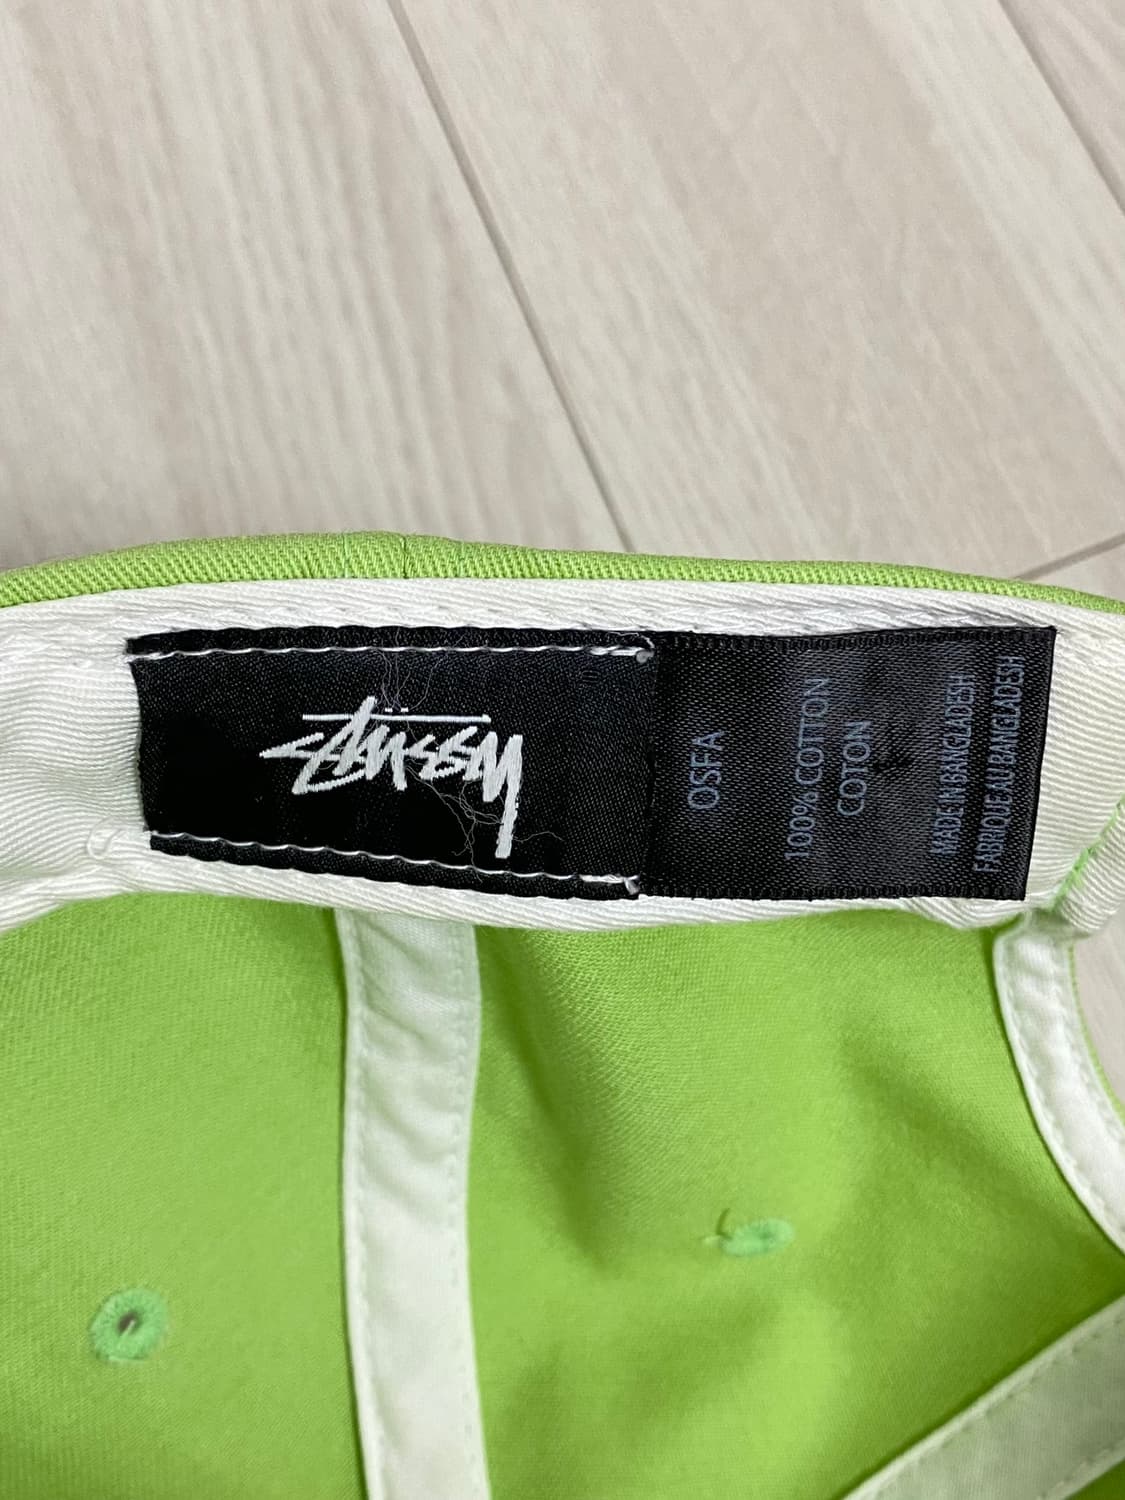 Stüssy
OSFA
100% COTTON
COTON
MADE IN BANGLADESH
FABRIQUE AU BANGLADESH